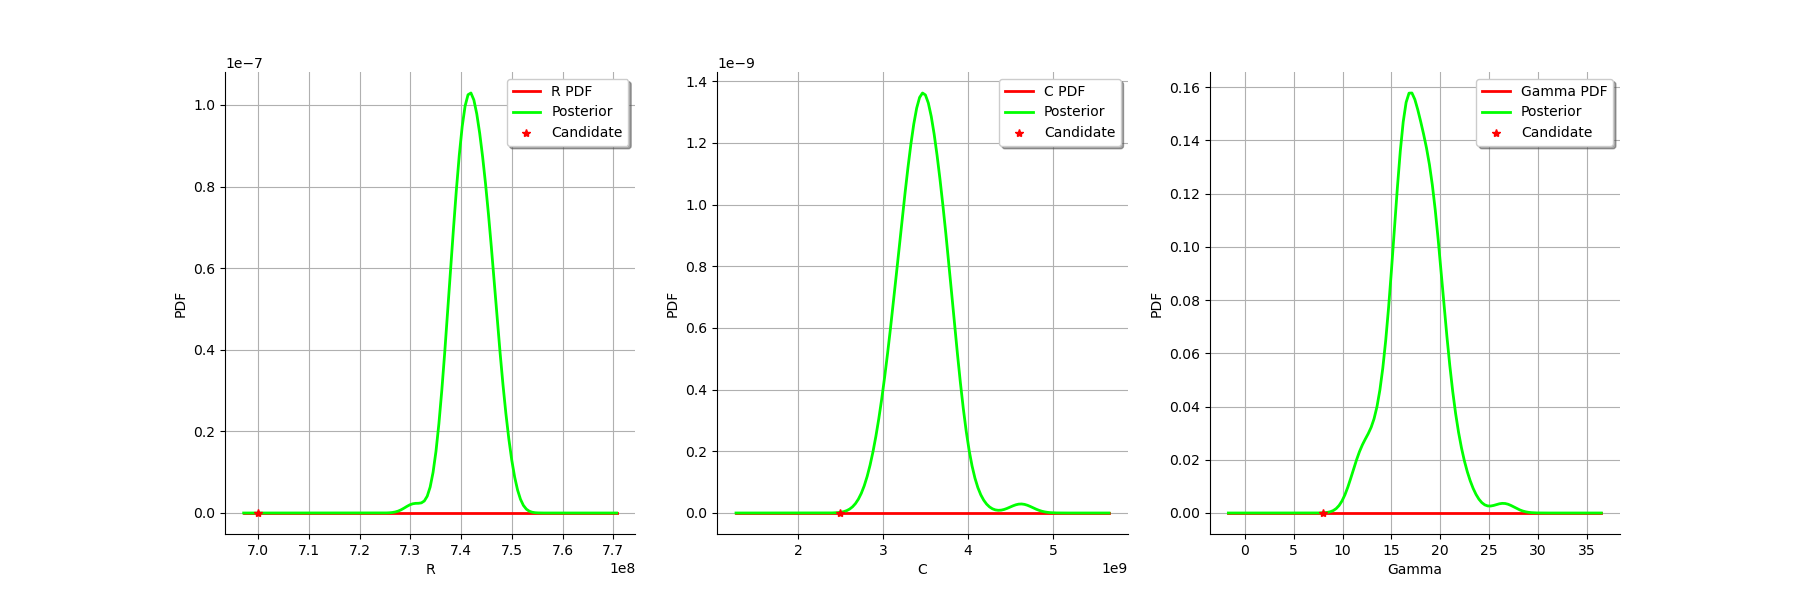 1e−7
PDF
1.0
0.8
0.6
0.4
0.2
0.0
R PDF
Posterior
Candidate
7.0 7.1 7.2 7.3 7.4 7.5 7.6 7.7
1e8
R
1e−9
PDF
1.4
1.2
1.0
0.8
0.6
0.4
0.2
0.0
C PDF
Posterior
Candidate
2 3 4 5
1e9
C
PDF
0.16
0.14
0.12
0.10
0.08
0.06
0.04
0.02
0.00
Gamma PDF
Posterior
Candidate
0 5 10 15 20 25 30 35
Gamma